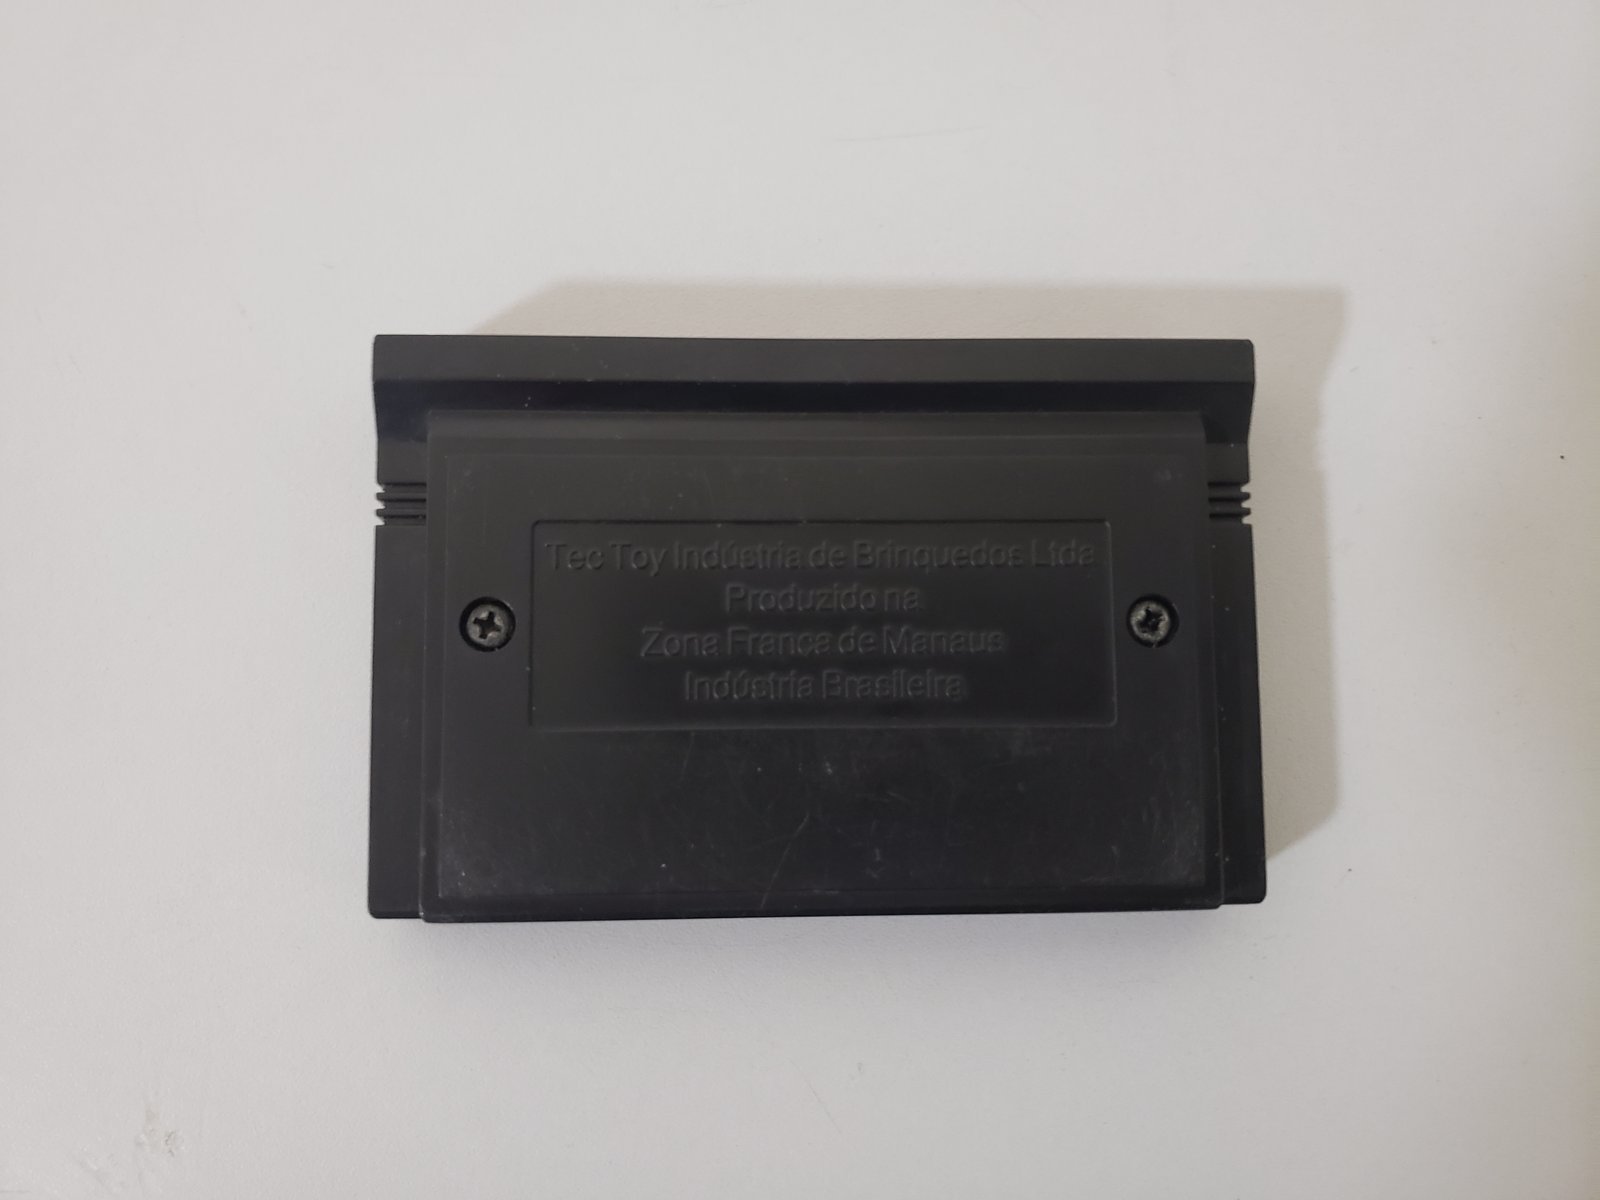 Tec Toy Indústria de Brinquedos Ltda
Produzido na
Zona Franca de Manaus
Indústria Brasileira